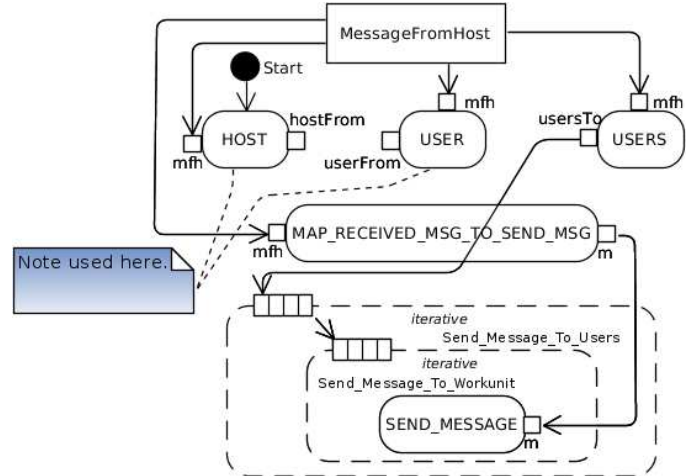 MessageFromHost
Start
mfh
mfh
hostFrom
usersTo
HOST
USER
USERS
mfh
userFrom
MAP_RECEIVED_MSG_TO_SEND_MSG
mfh
m
Note used here.
iterative
Send_Message_To_Users
iterative
Send_Message_To_Workunit
SEND_MESSAGE
m